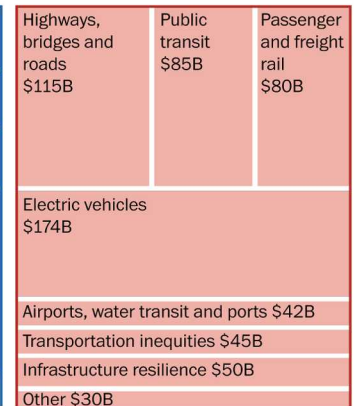 Highways,
bridges and
roads
$115B
Public
transit
$85B
Passenger
and freight
rail
$80B
Electric vehicles
$174B
Airports, water transit and ports $42B
Transportation inequities $45B
Infrastructure resilience $50B
Other $30B